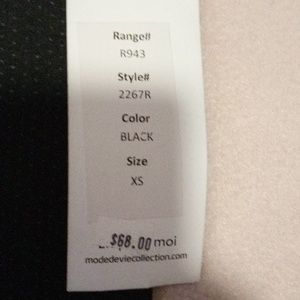 Range#
R943
Style#
2267R
Color
BLACK
Size
XS
$68.00 moi
modedeviecollection.com